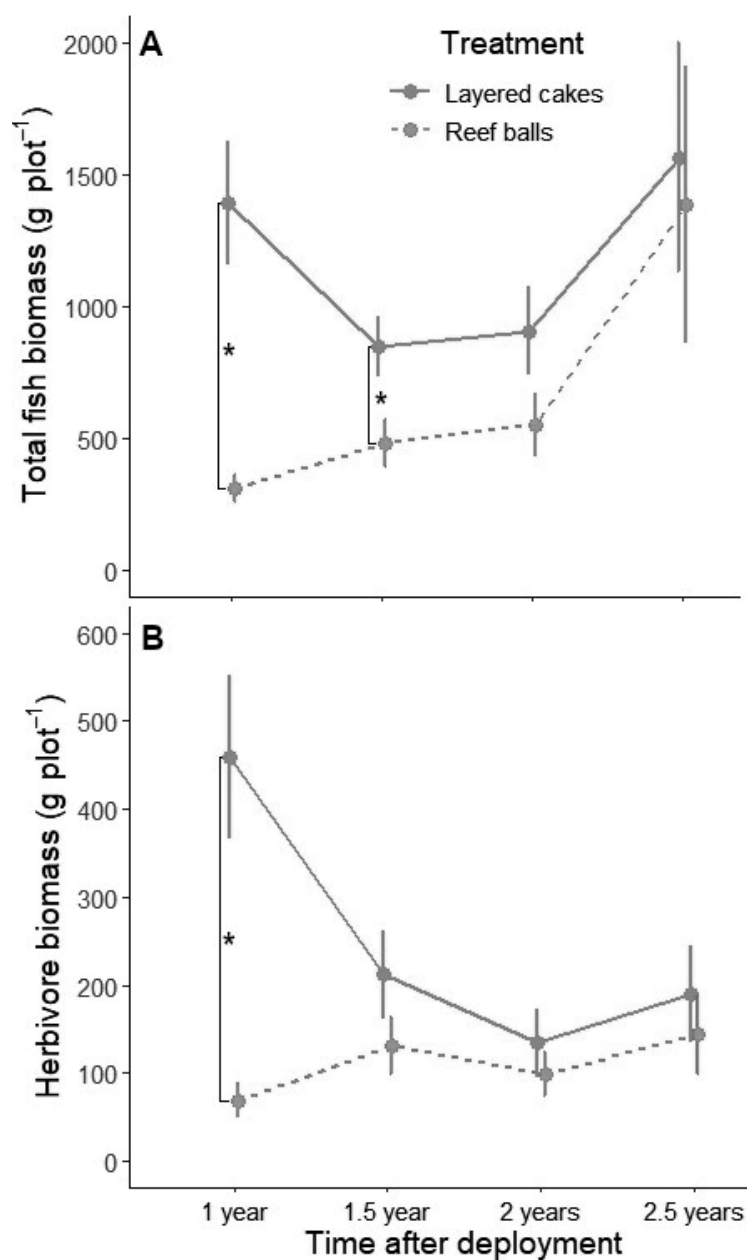 A
Treatment
Layered cakes
Reef balls
Total fish biomass (g plot⁻¹)
2000
1500
1000
500
0
*
*
B
Herbivore biomass (g plot⁻¹)
600
500
400
300
200
100
0
*
1 year
1.5 year
2 years
2.5 years
Time after deployment